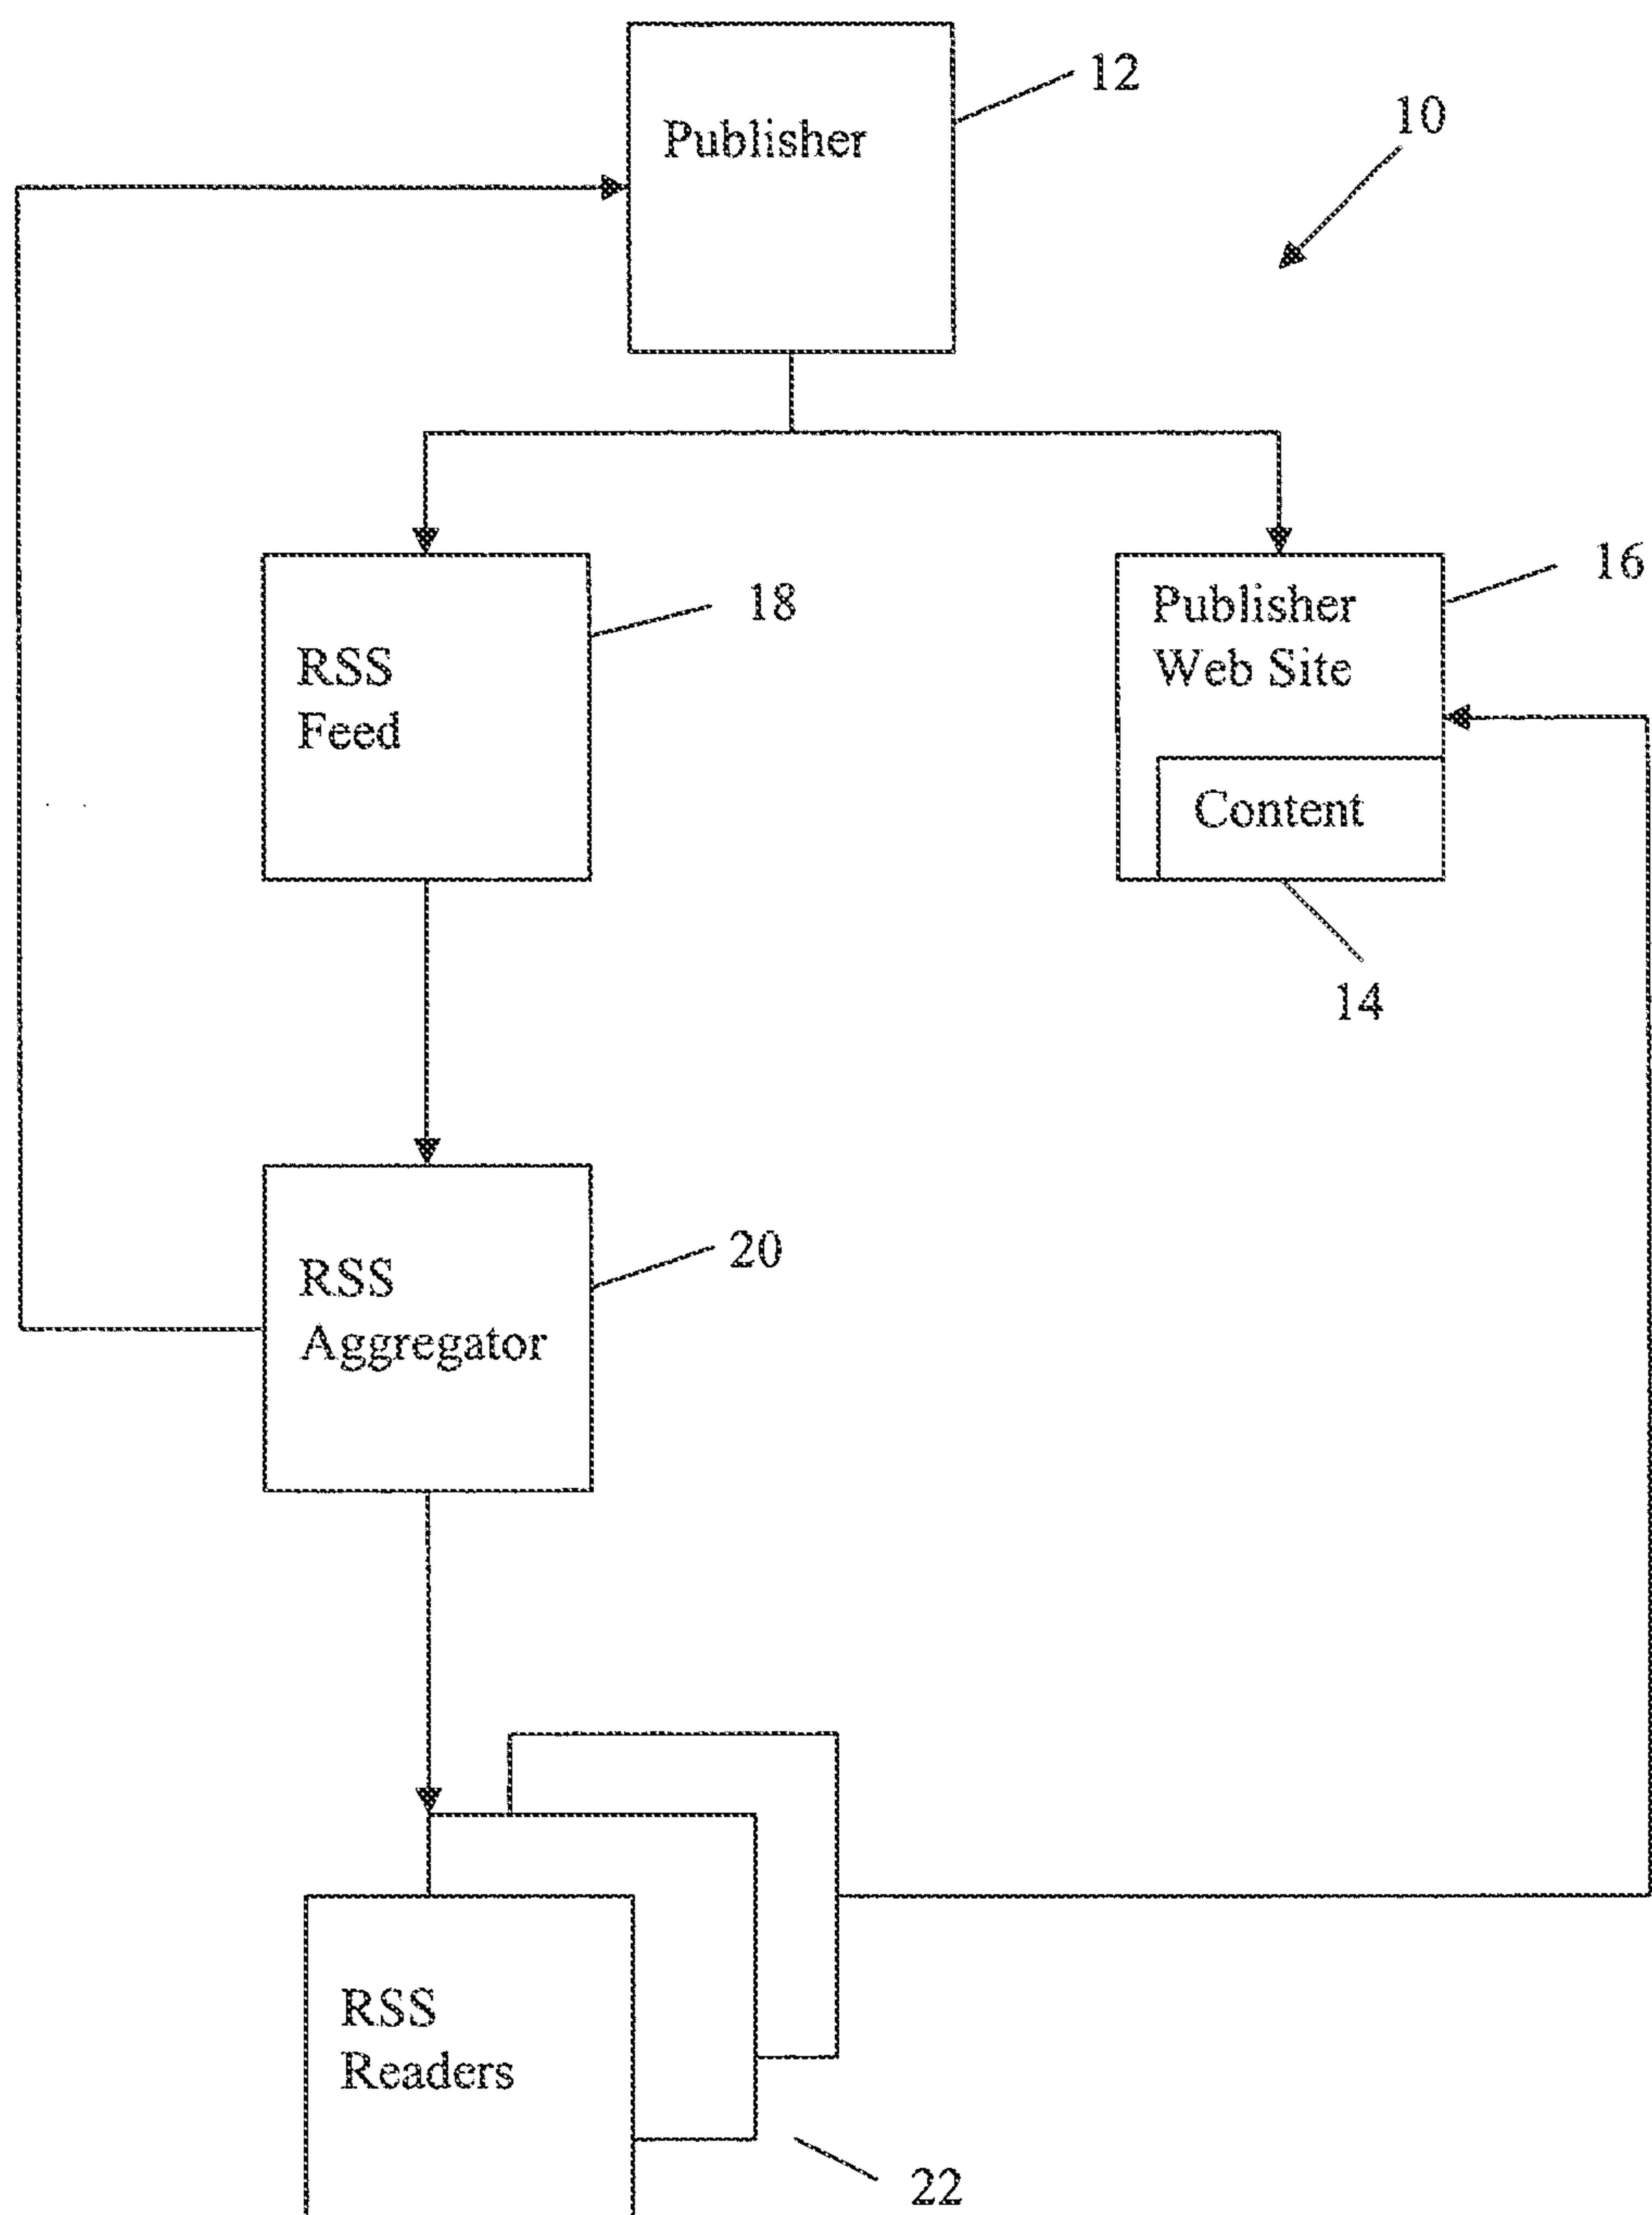 Publisher
12
10
16
Publisher
Web Site
18
RSS
Feed
Content
14
20
RSS
Aggregator
RSS
Readers
22